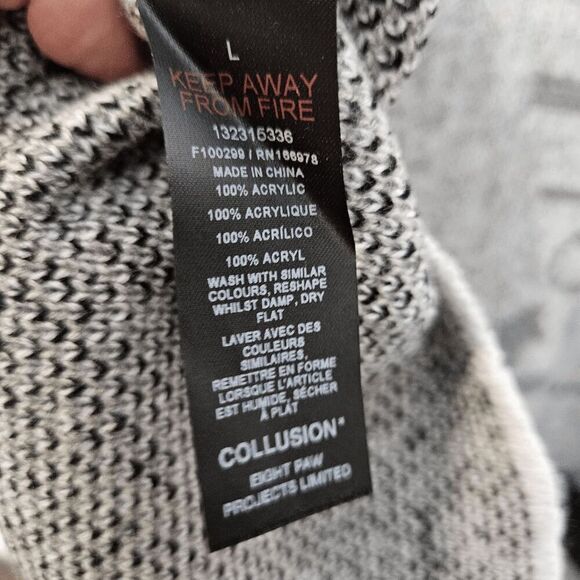 L
KEEP AWAY
FROM FIRE
132315336
F100299 / RN166978
MADE IN CHINA
100% ACRYLIC
100% ACRYLIQUE
100% ACRÍLICO
100% ACRYL
WASH WITH SIMILAR
COLOURS, RESHAPE
WHILST DAMP, DRY
FLAT
LAVER AVEC DES
COULEURS
SIMILAIRES,
REMETTRE EN FORME
LORSQUE L'ARTICLE
EST HUMIDE, SÉCHER
À PLAT
COLLUSION*
EIGHT PAW
PROJECTS LIMITED